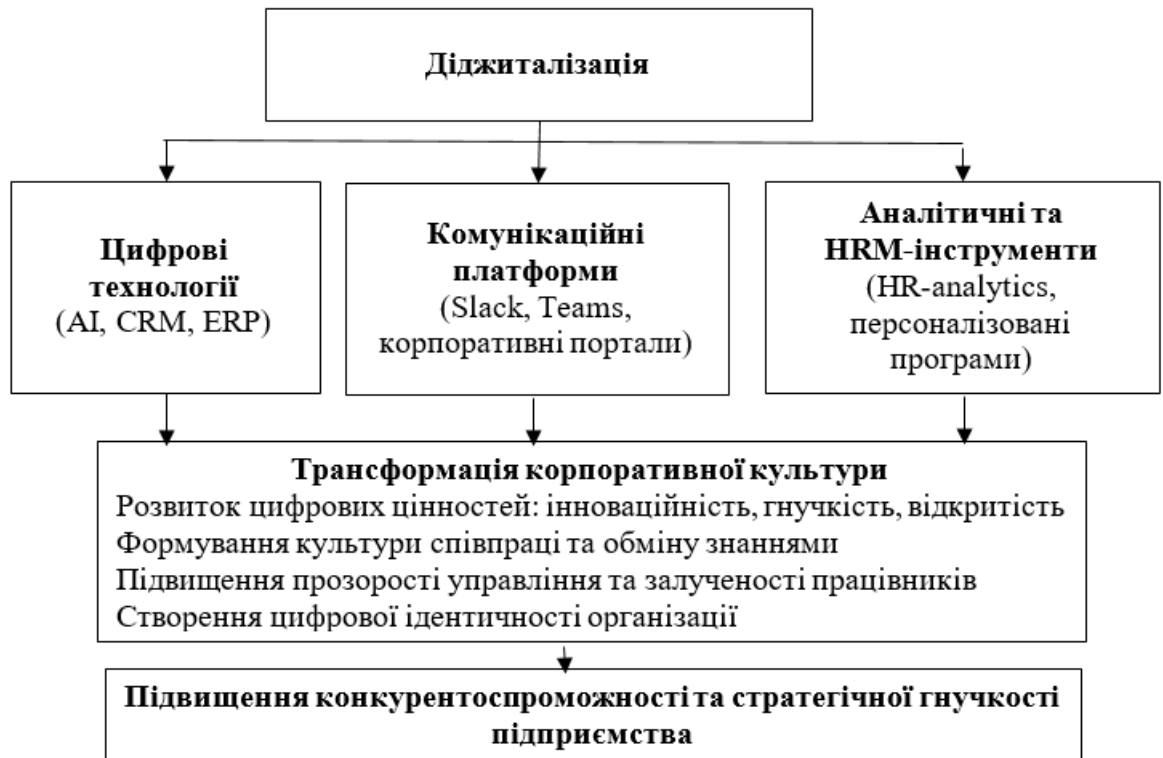 Діджиталізація
Цифрові
технології
(AI, CRM, ERP)
Комунікаційні
платформи
(Slack, Teams,
корпоративні портали)
Аналітичні та
HRM-інструменти
(HR-analytics,
персоналізовані
програми)
Трансформація корпоративної культури
Розвиток цифрових цінностей: інноваційність, гнучкість, відкритість
Формування культури співпраці та обміну знаннями
Підвищення прозорості управління та залученості працівників
Створення цифрової ідентичності організації
Підвищення конкурентоспроможності та стратегічної гнучкості
підприємства